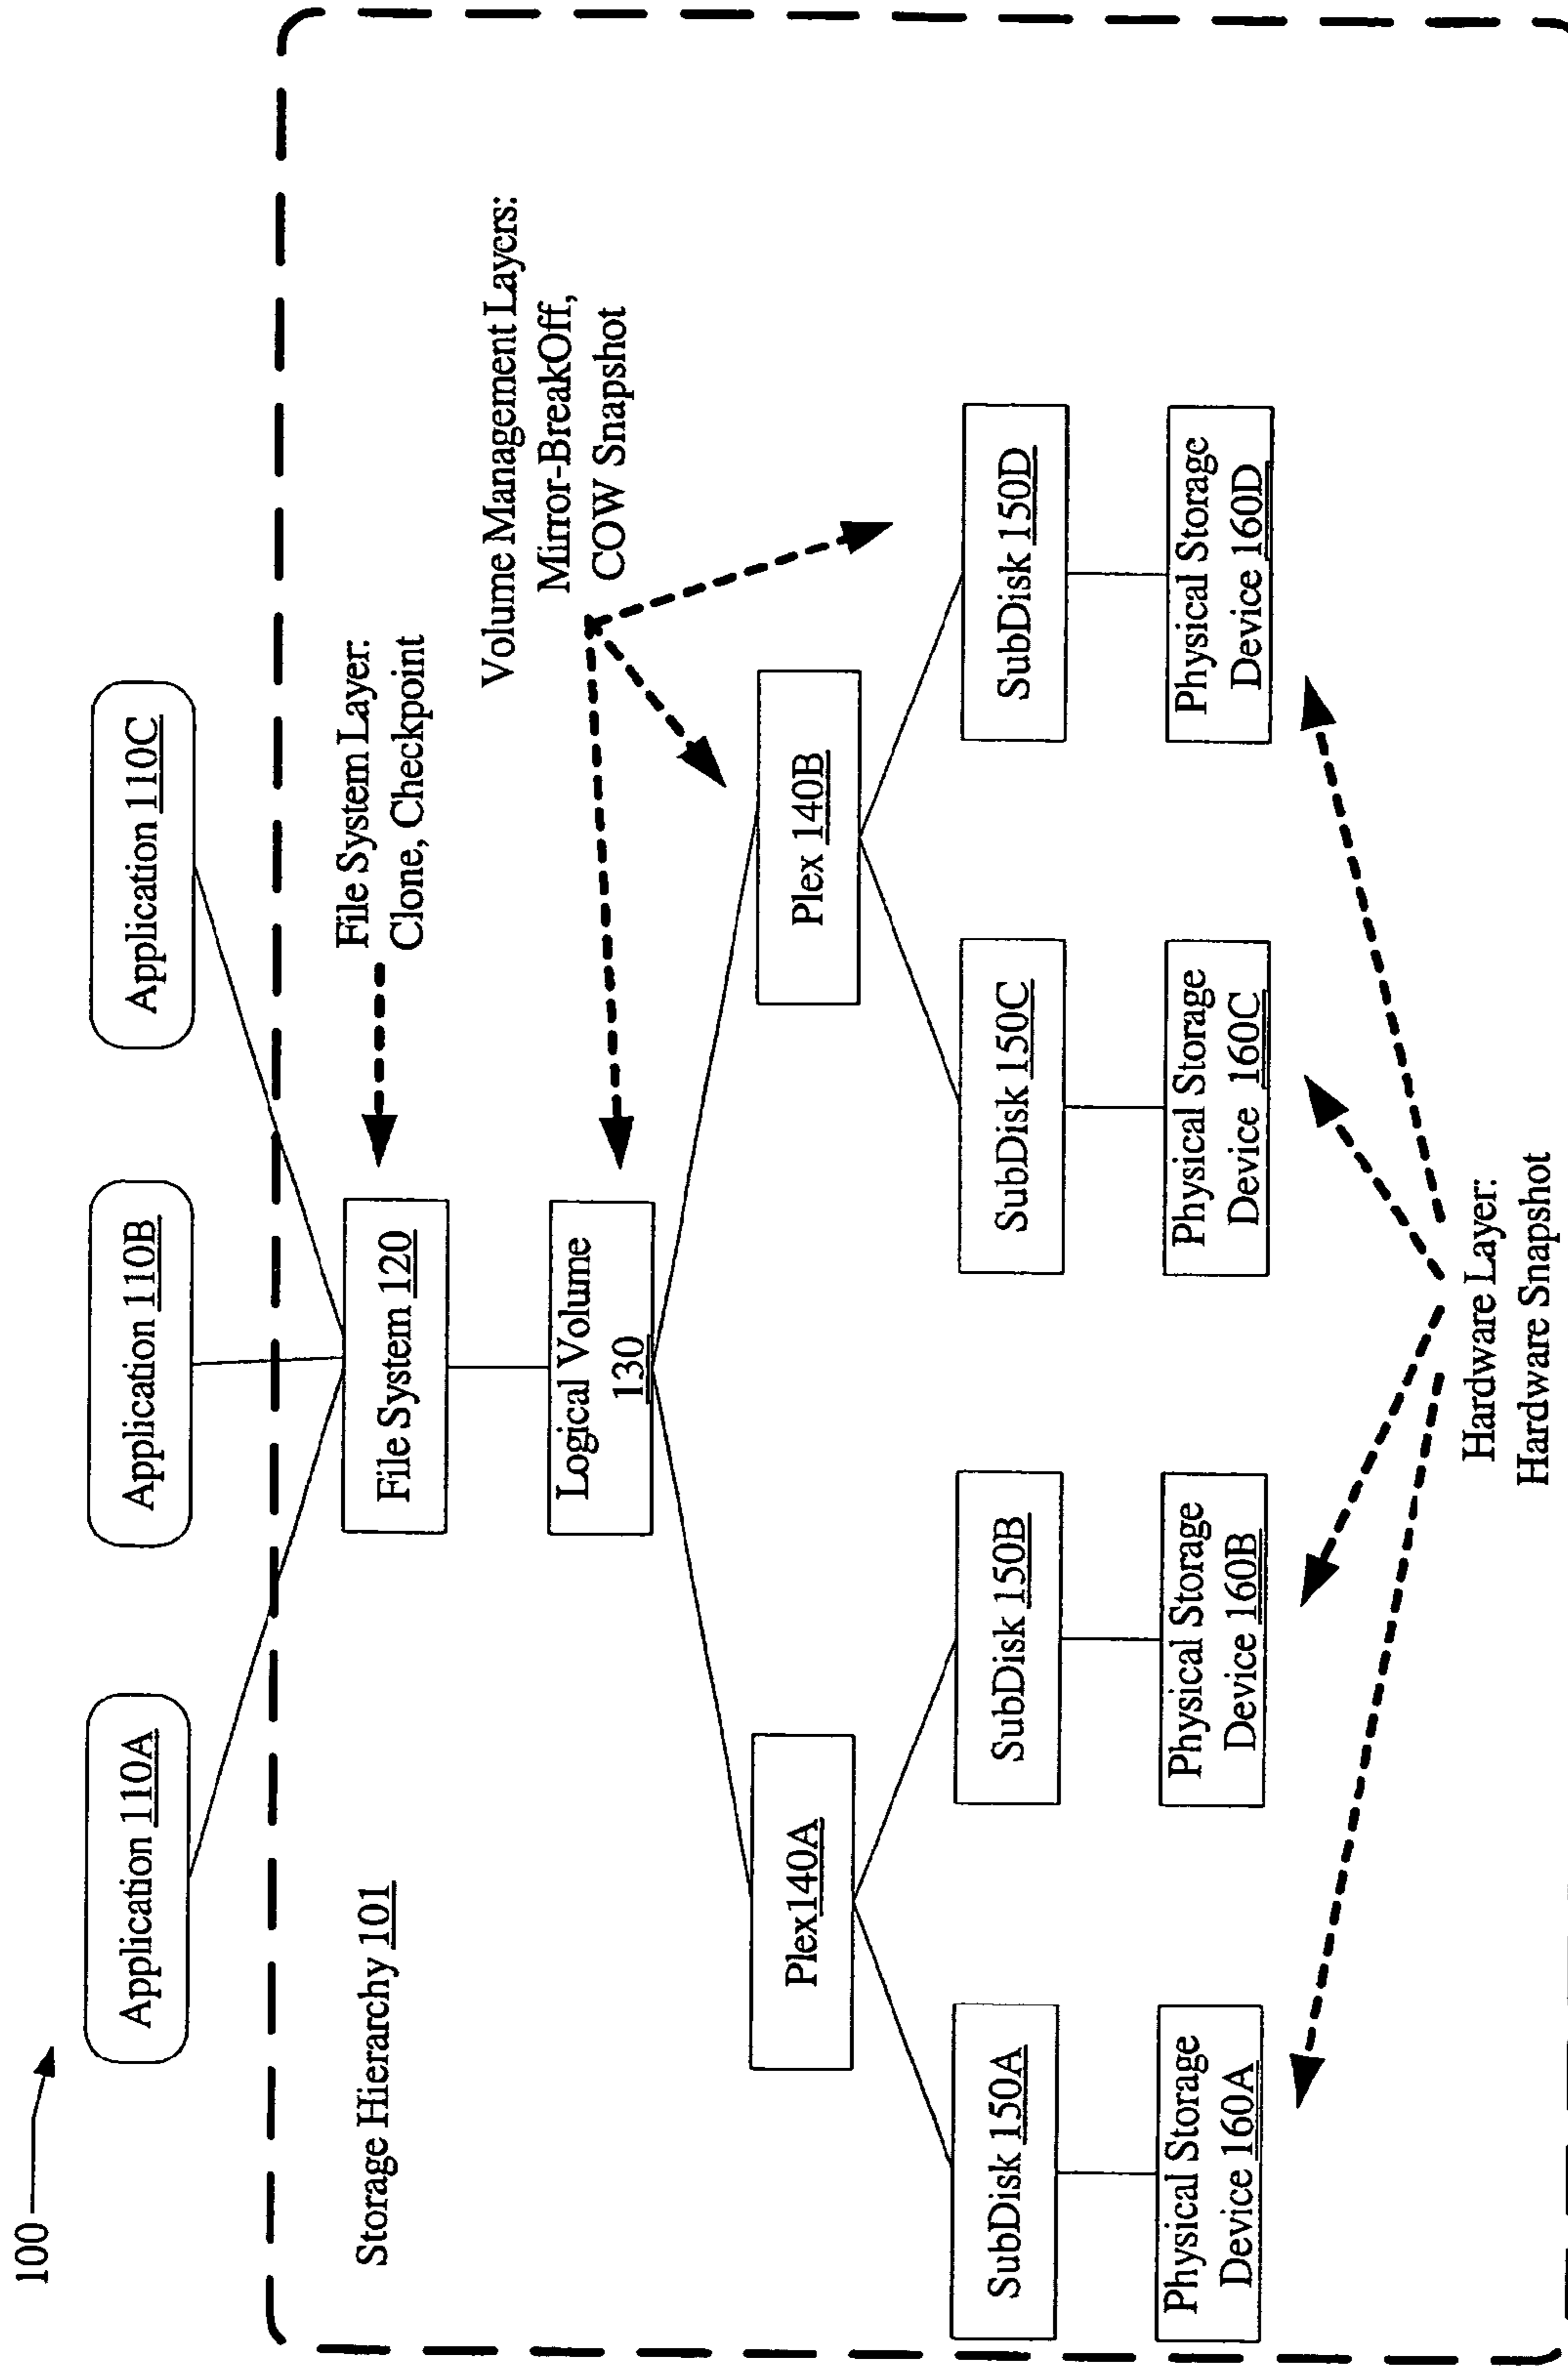 100
Application 110A
Application 110B
Application 110C
Storage Hierarchy 101
File System 120
File System Layer:
Clone, Checkpoint
Logical Volume
130
Volume Management Layers:
Mirror-BreakOff,
COW Snapshot
Plex140A
Plex 140B
SubDisk 150A
SubDisk 150B
SubDisk 150C
SubDisk 150D
Physical Storage
Device 160A
Physical Storage
Device 160B
Physical Storage
Device 160C
Physical Storage
Device 160D
Hardware Layer:
Hardware Snapshot